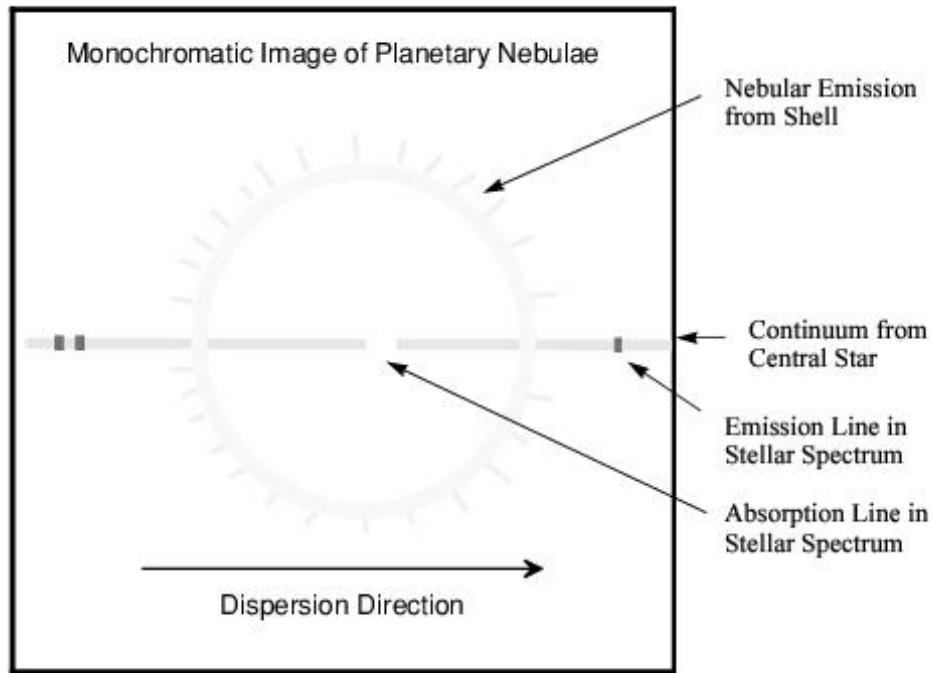 Monochromatic Image of Planetary Nebulae
Nebular Emission
from Shell
Continuum from
Central Star
Emission Line in
Stellar Spectrum
Absorption Line in
Stellar Spectrum
Dispersion Direction